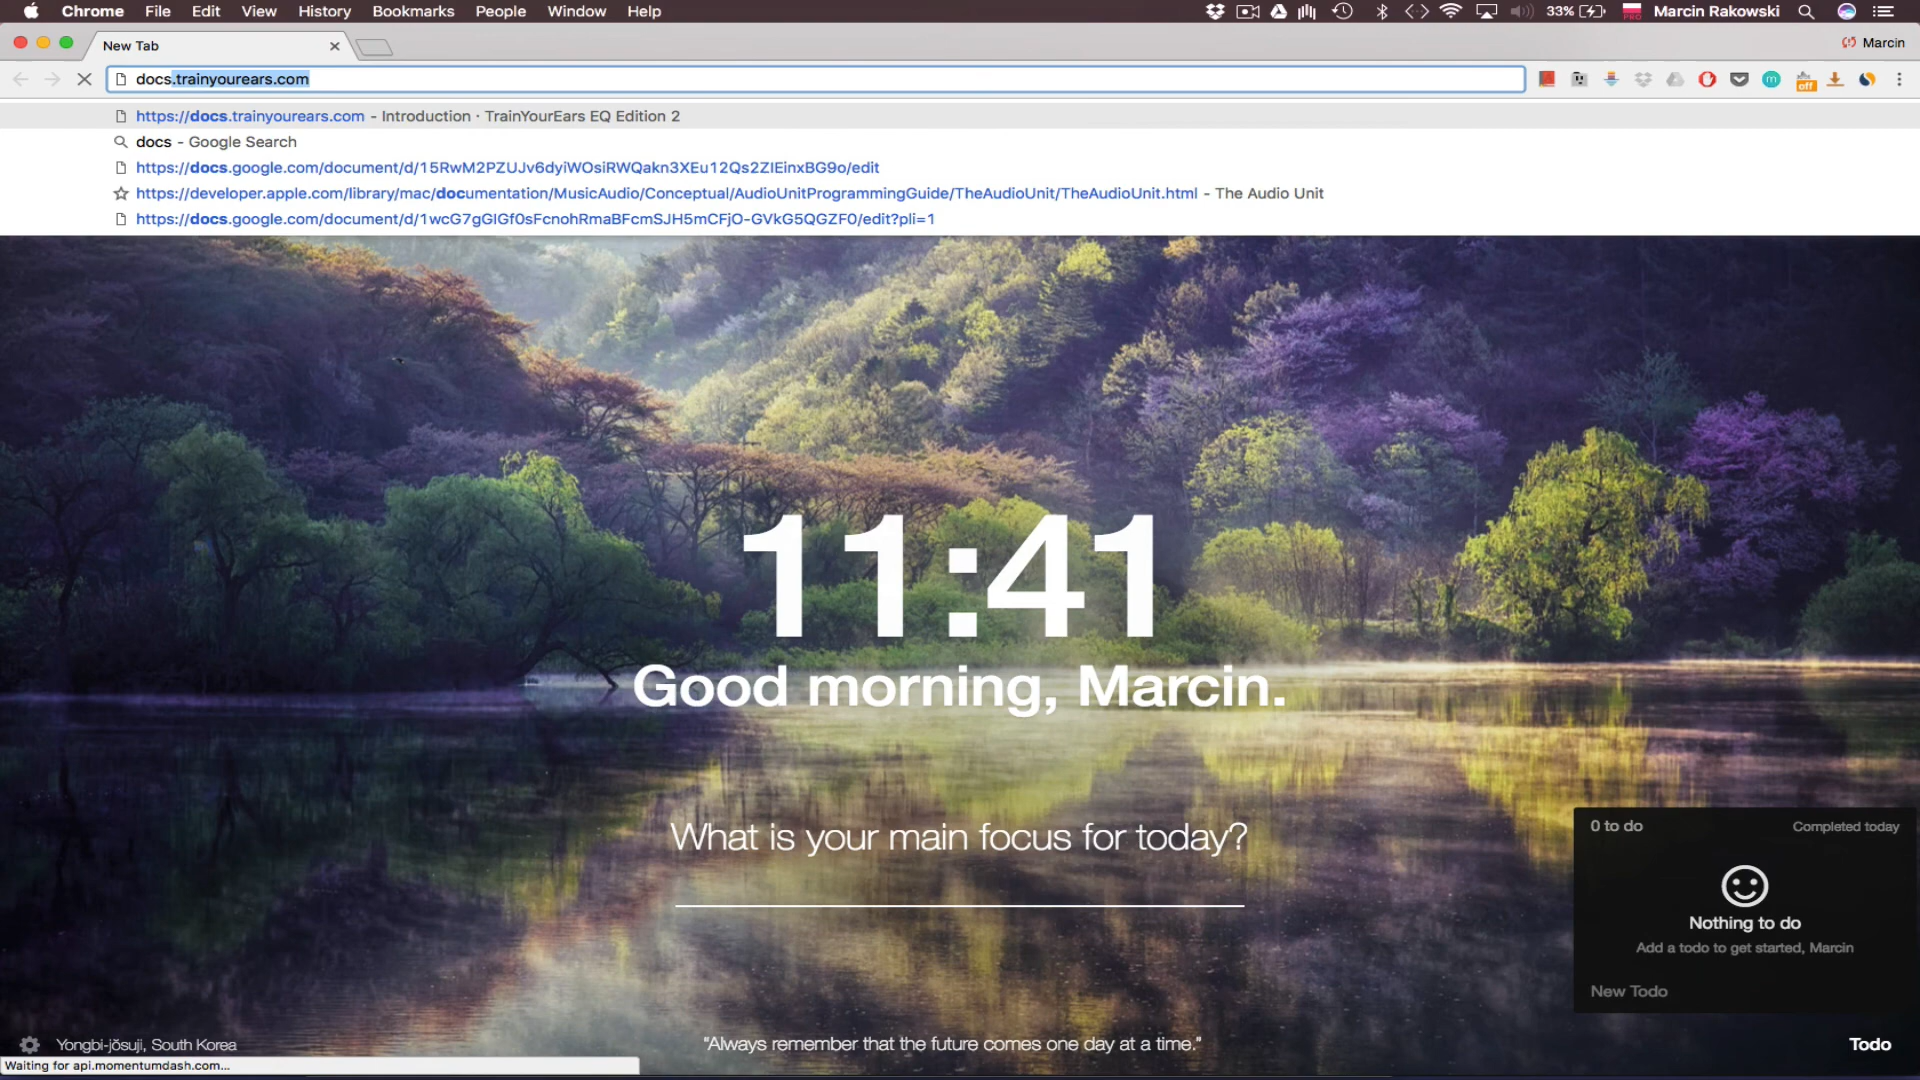 Chrome File Edit View History Bookmarks People Window Help 33% PRO Marcin Rakowski
New Tab Marcin
docs.trainyourears.com off
https://docs.trainyourears.com - Introduction · TrainYourEars EQ Edition 2
docs - Google Search
https://docs.google.com/document/d/15RwM2PZUJv6dyiWOsiRWQakn3XEu12Qs2ZIEinxBG9o/edit
https://developer.apple.com/library/mac/documentation/MusicAudio/Conceptual/AudioUnitProgrammingGuide/TheAudioUnit/TheAudioUnit.html - The Audio Unit
https://docs.google.com/document/d/1wcG7gGlGf0sFcnohRmaBFcmSJH5mCFjO-GVkG5QGZF0/edit?pli=1
11:41
Good morning, Marcin.
What is your main focus for today?
0 to do Completed today
Nothing to do
Add a todo to get started, Marcin
New Todo
Yongbi-jŏsuji, South Korea
"Always remember that the future comes one day at a time."
Todo
Waiting for api.momentumdash.com...